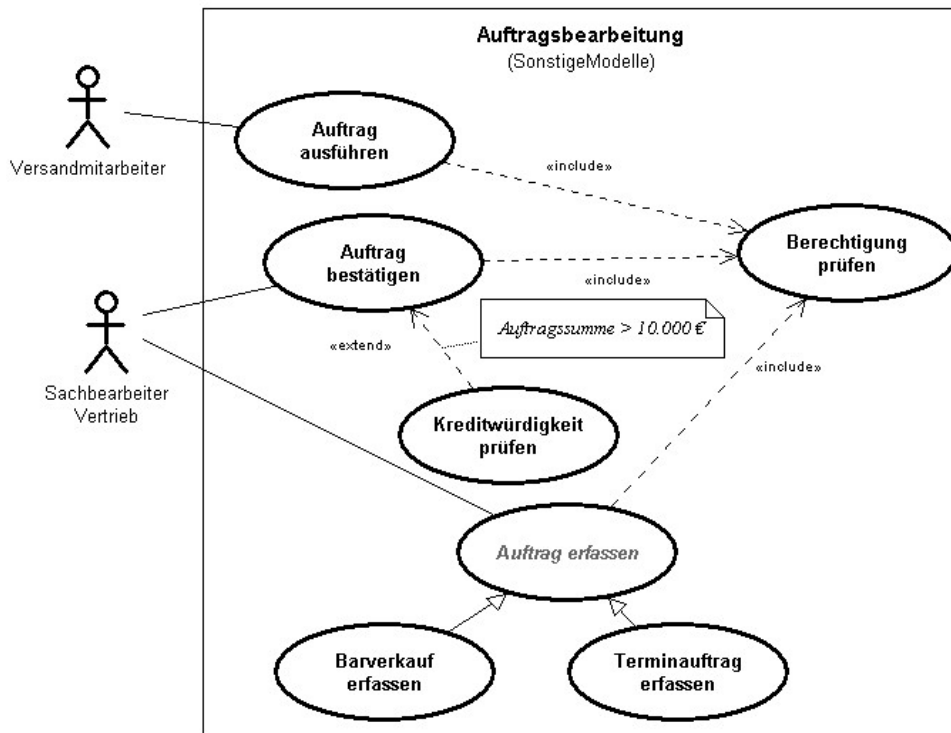 Auftragsbearbeitung
(SonstigeModelle)
Versandmitarbeiter
Auftrag
ausführen
«include»
Auftrag
bestätigen
Berechtigung
prüfen
«include»
Sachbearbeiter
Vertrieb
«extend»
Auftragssumme > 10.000 €
«include»
Kreditwürdigkeit
prüfen
Auftrag erfassen
Barverkauf
erfassen
Terminauftrag
erfassen